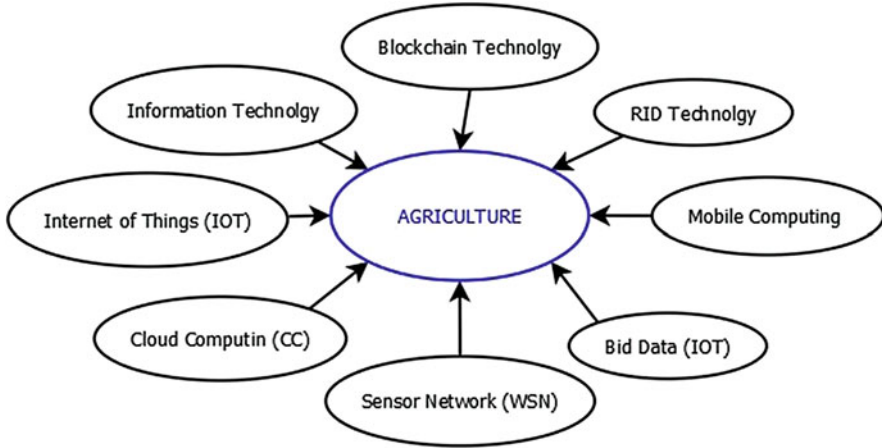 Blockchain Technolgy
Information Technolgy
RID Technolgy
Internet of Things (IOT)
AGRICULTURE
Mobile Computing
Cloud Computin (CC)
Bid Data (IOT)
Sensor Network (WSN)